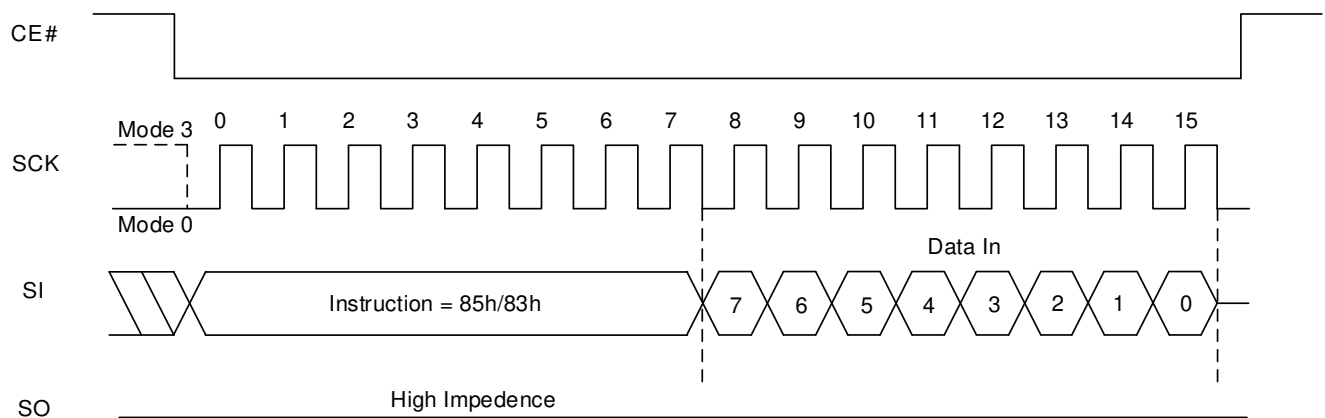 CE#
Mode 3
0 1 2 3 4 5 6 7 8 9 10 11 12 13 14 15
SCK
Mode 0
Data In
SI
Instruction = 85h/83h
7 6 5 4 3 2 1 0
High Impedence
SO